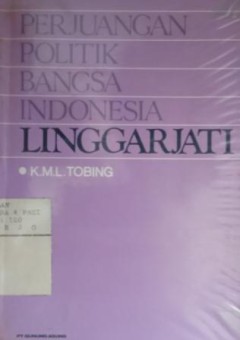 PERJUANGAN
POLITIK
BANGSA
INDONESIA
LINGGARJATI
• K.M.L. TOBING